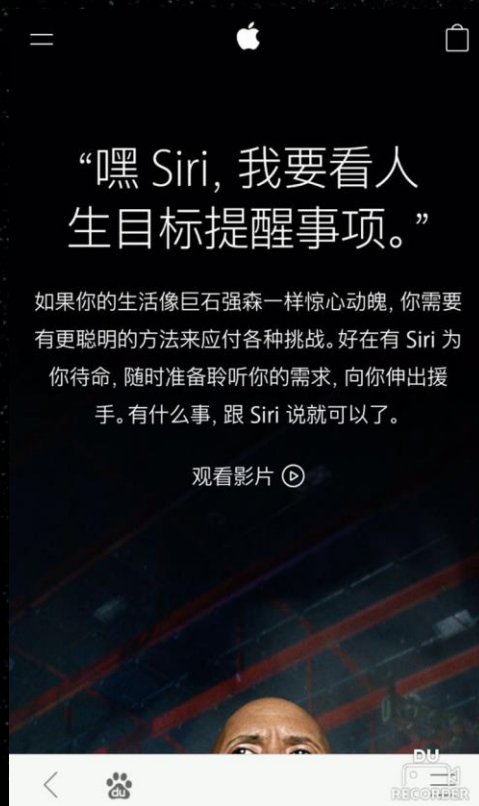 “嘿 Siri, 我要看人
生目标提醒事项。”
如果你的生活像巨石强森一样惊心动魄, 你需要
有更聪明的方法来应付各种挑战。好在有 Siri 为
你待命, 随时准备聆听你的需求, 向你伸出援
手。有什么事, 跟 Siri 说就可以了。
观看影片
DU
du
RECORDER